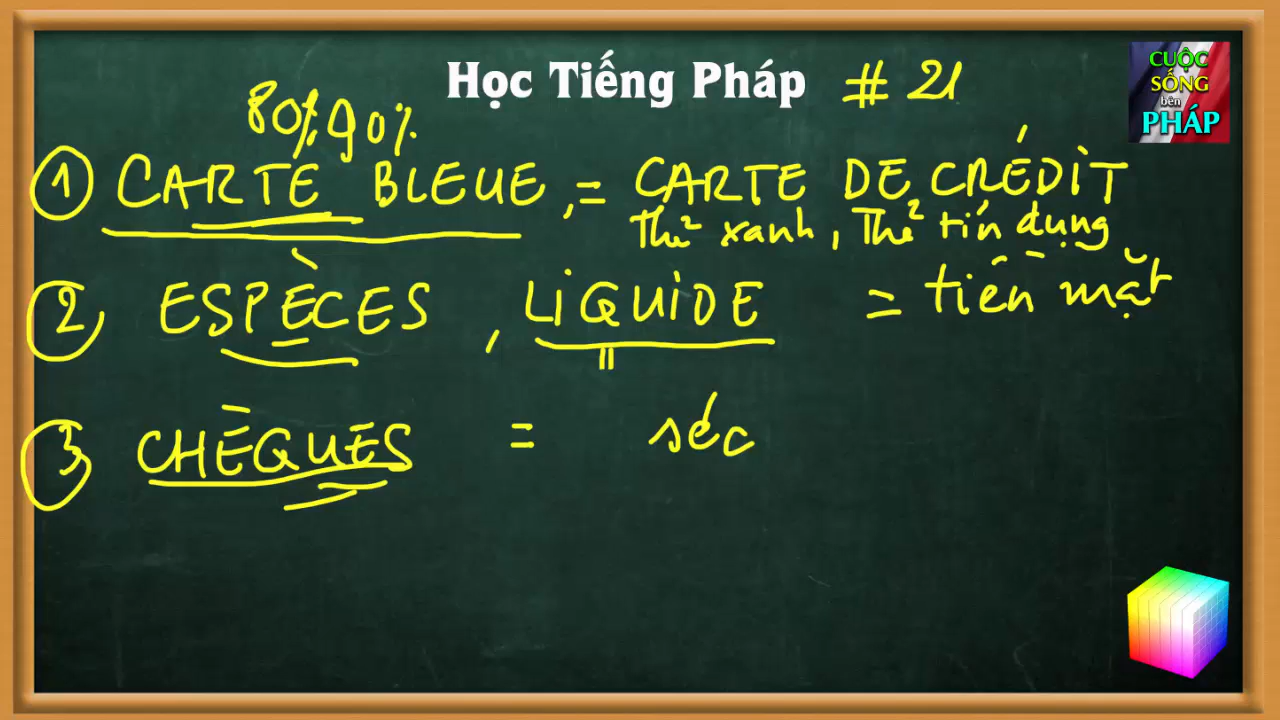 Học Tiếng Pháp # 21
CUỘC
SỐNG
bên
PHÁP
80% 90%
1 CARTE BLEUE, = CARTE DE CRÉDIT
Thẻ xanh, Thẻ tín dụng
2 ESPÈCES, LIQUIDE = tiền mặt
3 CHÈQUES = séc